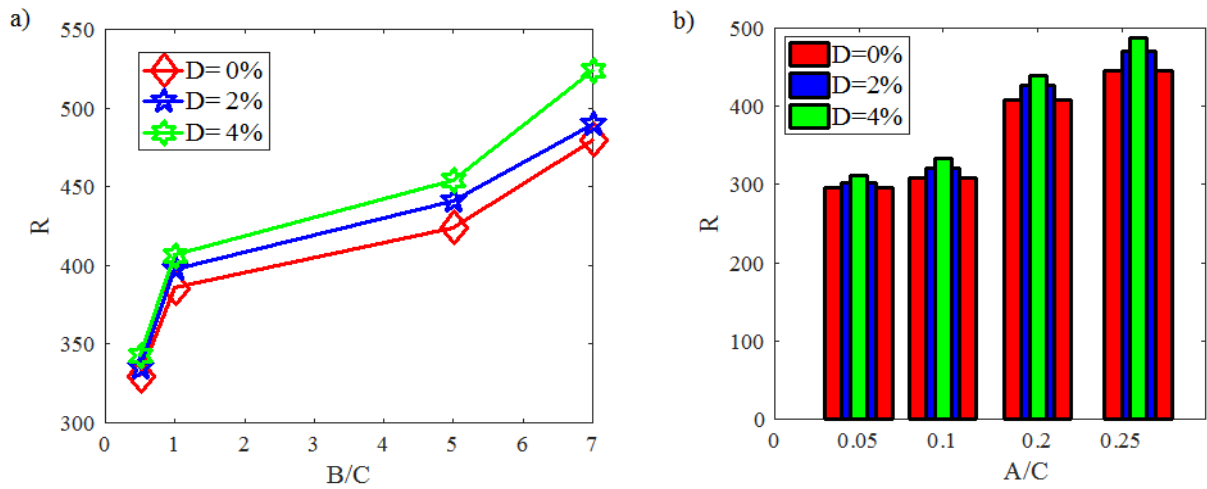 a)
550
500
450
400
350
300
R
D= 0%
D= 2%
D= 4%
0 1 2 3 4 5 6 7
B/C
b)
500
400
300
200
100
0
R
D=0%
D=2%
D=4%
0 0.05 0.1 0.2 0.25
A/C